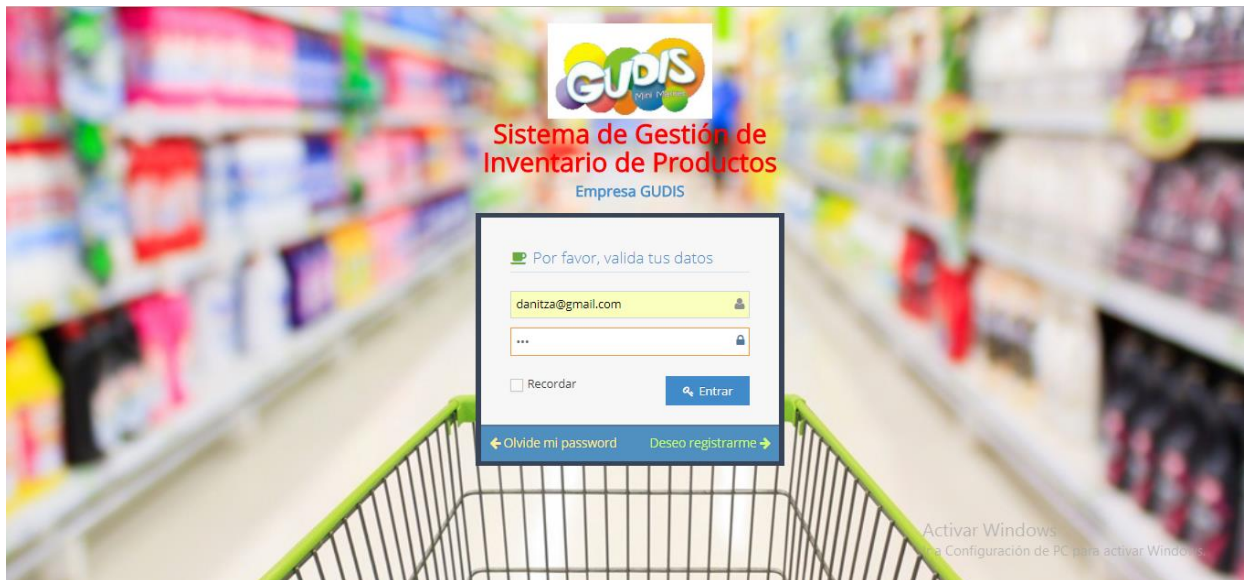 GUDIS
Mini Market
Sistema de Gestión de
Inventario de Productos
Empresa GUDIS
Por favor, valida tus datos
danitza@gmail.com
•••
Recordar
Entrar
Olvide mi password
Deseo registrarme
Activar Windows
Configuración de PC para activar Windows.